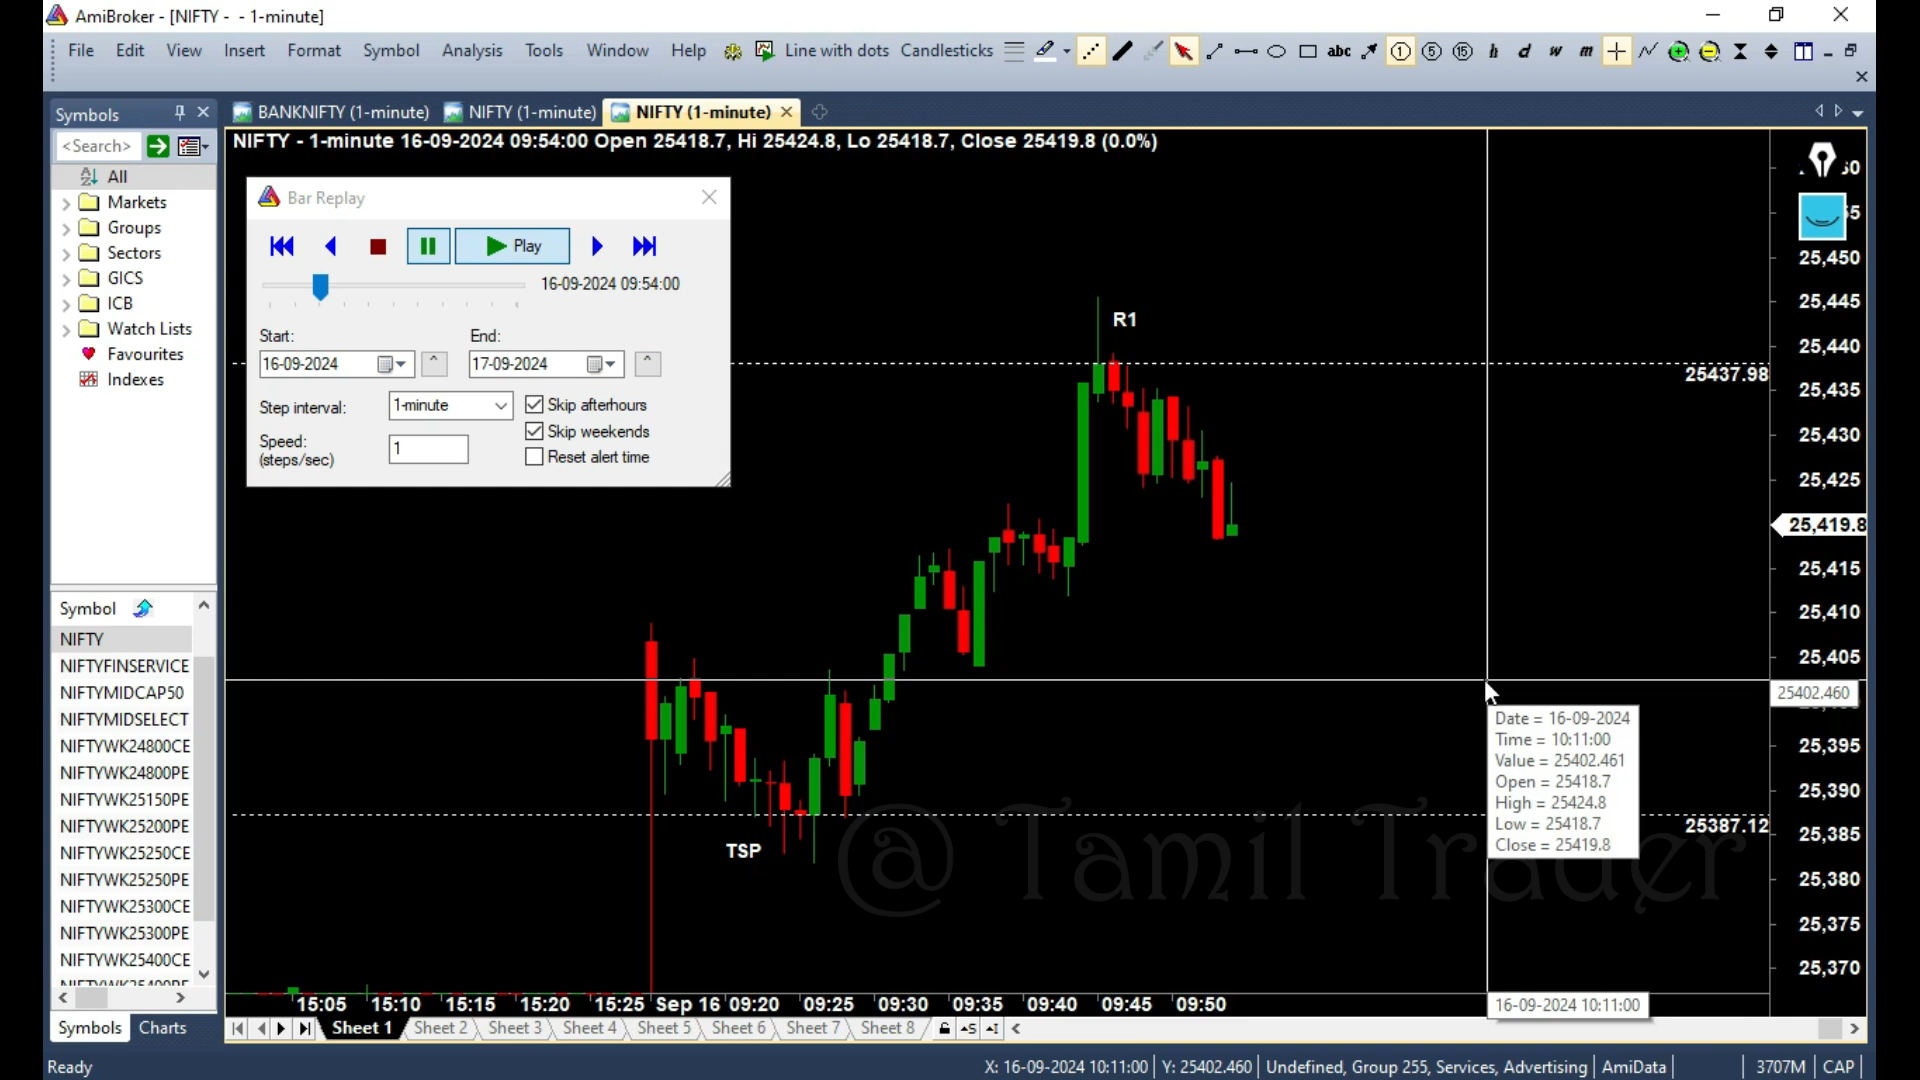 AmiBroker - [NIFTY - - 1-minute]
File Edit View Insert Format Symbol Analysis Tools Window Help Line with dots Candlesticks abc 1 5 15 h d w m
Symbols
BANKNIFTY (1-minute) NIFTY (1-minute) NIFTY (1-minute)
<Search>
NIFTY - 1-minute 16-09-2024 09:54:00 Open 25418.7, Hi 25424.8, Lo 25418.7, Close 25419.8 (0.0%)
All
Markets
Groups
Sectors
GICS
ICB
Watch Lists
Favourites
Indexes
Bar Replay
Play
16-09-2024 09:54:00
Start: End:
16-09-2024 17-09-2024
Step interval: 1-minute Skip afterhours
Skip weekends
Speed: 1
(steps/sec) Reset alert time
R1
25437.98
TSP
25387.12
25,450
25,445
25,440
25,435
25,430
25,425
25,419.8
25,415
25,410
25,405
25402.460
25,395
25,390
25,385
25,380
25,375
25,370
Date = 16-09-2024
Time = 10:11:00
Value = 25402.461
Open = 25418.7
High = 25424.8
Low = 25418.7
Close = 25419.8
@ Tamil Trader
Symbol
NIFTY
NIFTYFINSERVICE
NIFTYMIDCAP50
NIFTYMIDSELECT
NIFTYWK24800CE
NIFTYWK24800PE
NIFTYWK25150PE
NIFTYWK25200PE
NIFTYWK25250CE
NIFTYWK25250PE
NIFTYWK25300CE
NIFTYWK25300PE
NIFTYWK25400CE
15:05 15:10 15:15 15:20 15:25 Sep 16 09:20 09:25 09:30 09:35 09:40 09:45 09:50
16-09-2024 10:11:00
Symbols Charts
Sheet 1 Sheet 2 Sheet 3 Sheet 4 Sheet 5 Sheet 6 Sheet 7 Sheet 8
Ready
X: 16-09-2024 10:11:00 Y: 25402.460 Undefined, Group 255, Services, Advertising AmiData 3707M CAP